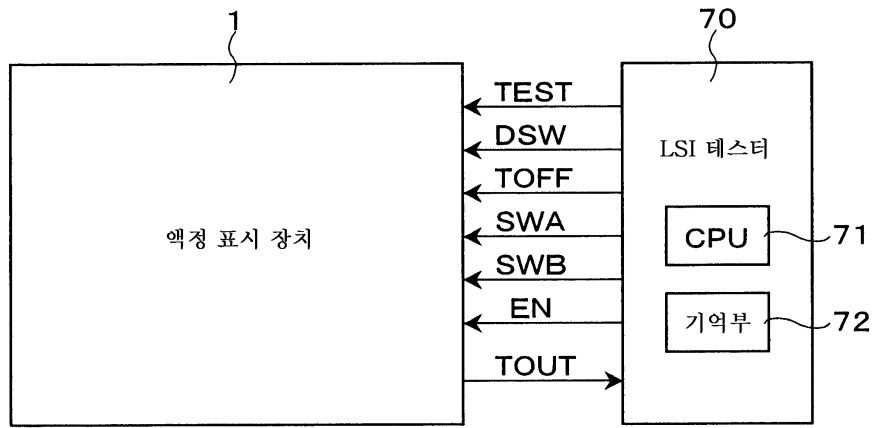 1
70
TEST
DSW
TOFF
SWA
SWB
EN
TOUT
액정 표시 장치
LSI 테스터
CPU
71
기억부
72